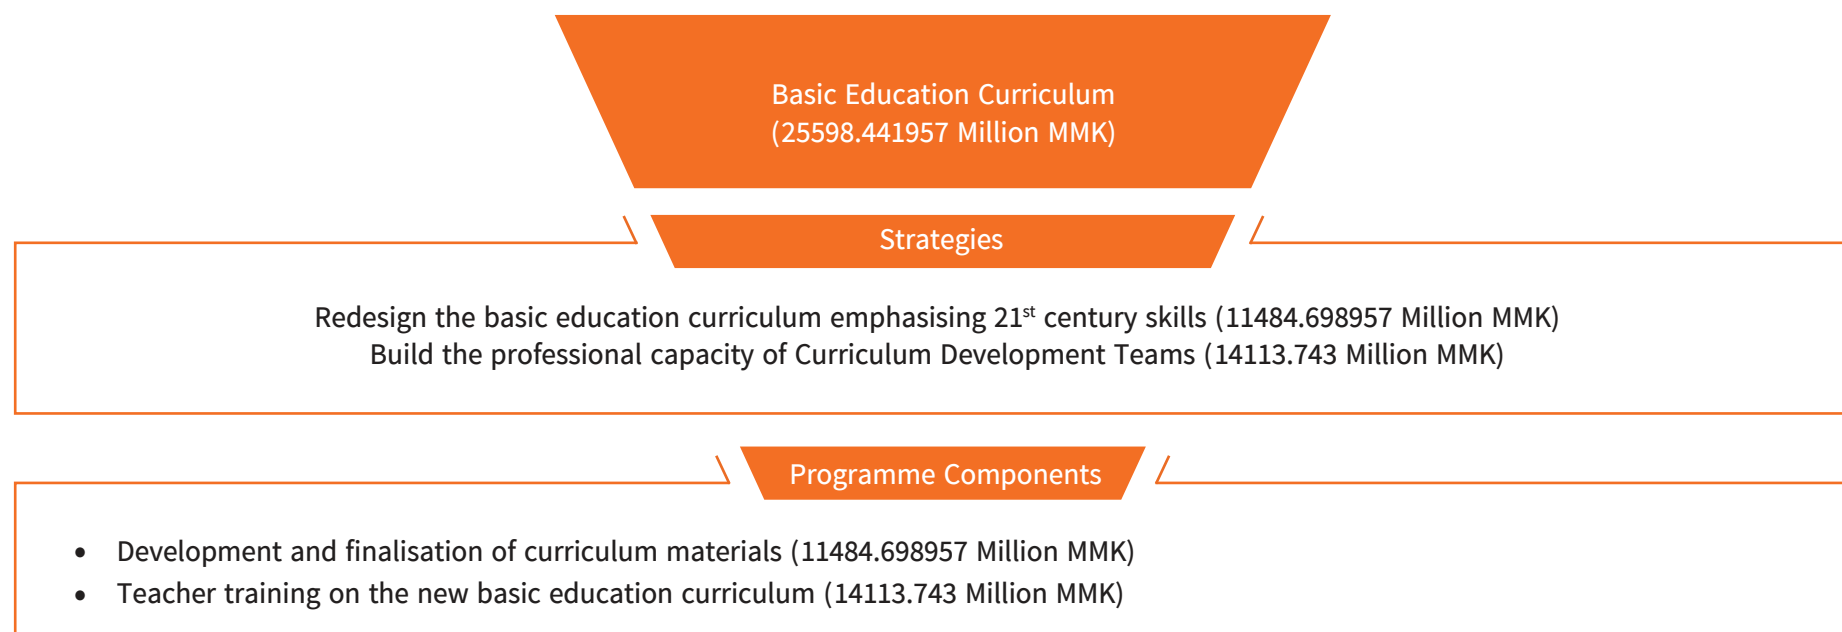 Basic Education Curriculum
(25598.441957 Million MMK)
Strategies
Redesign the basic education curriculum emphasising 21st century skills (11484.698957 Million MMK)
Build the professional capacity of Curriculum Development Teams (14113.743 Million MMK)
Programme Components
• Development and finalisation of curriculum materials (11484.698957 Million MMK)
• Teacher training on the new basic education curriculum (14113.743 Million MMK)